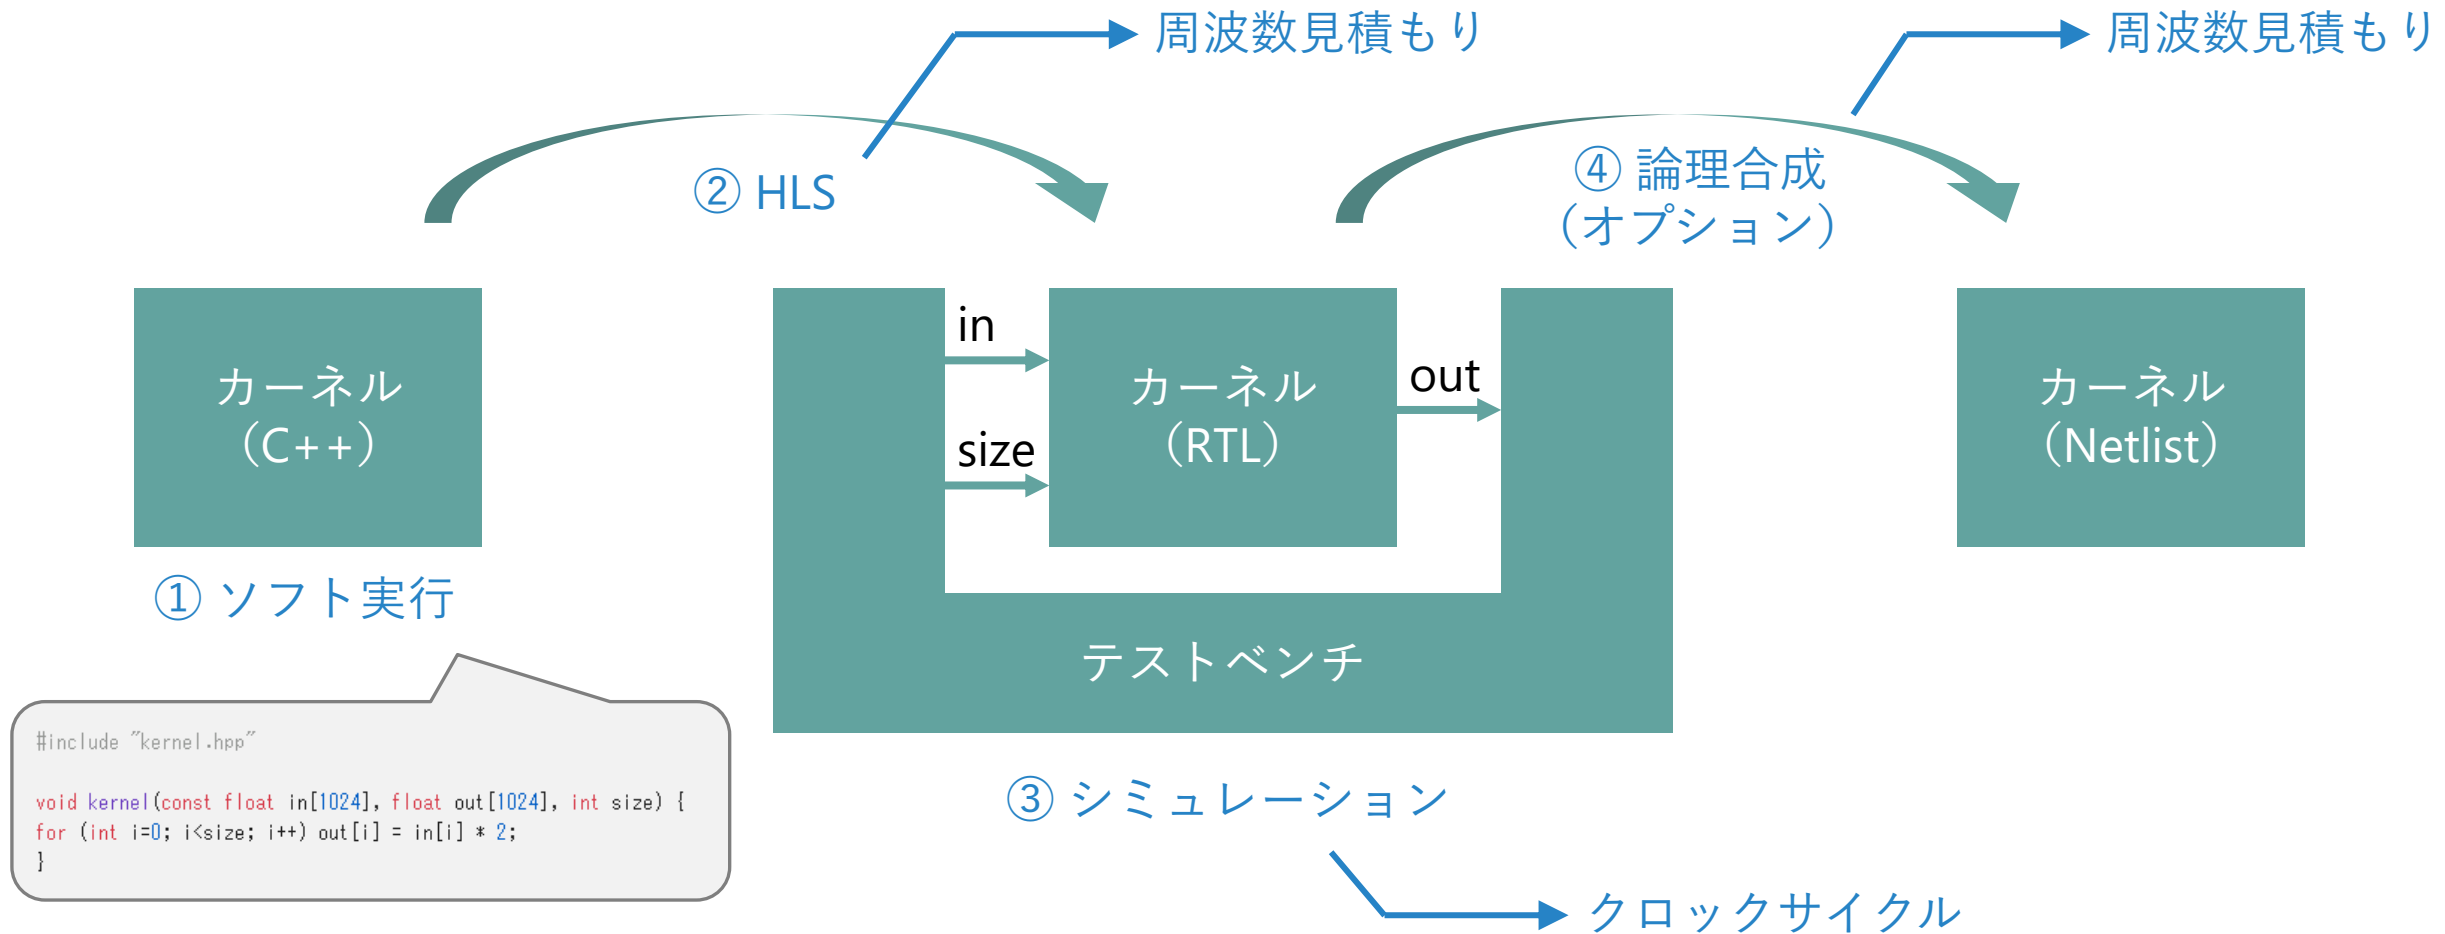 周波数見積もり
周波数見積もり
② HLS
④ 論理合成
（オプション）
カーネル
（C++）
in
size
カーネル
（RTL）
out
カーネル
（Netlist）
① ソフト実行
テストベンチ
#include "kernel.hpp"
void kernel(const float in[1024], float out[1024], int size) {
for (int i=0; i<size; i++) out[i] = in[i] * 2;
}
③ シミュレーション
クロックサイクル